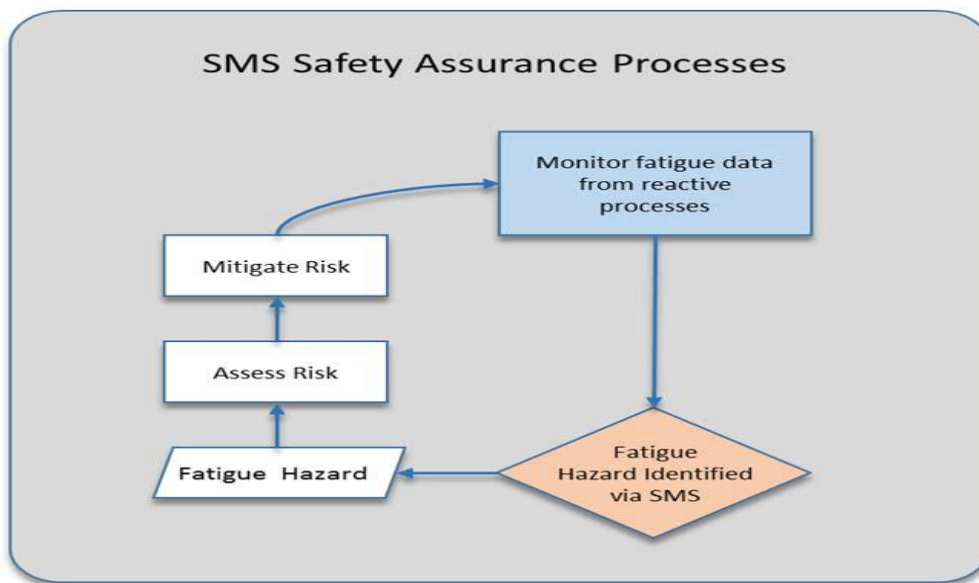 SMS Safety Assurance Processes
Monitor fatigue data
from reactive
processes
Mitigate Risk
Assess Risk
Fatigue Hazard
Fatigue
Hazard Identified
via SMS